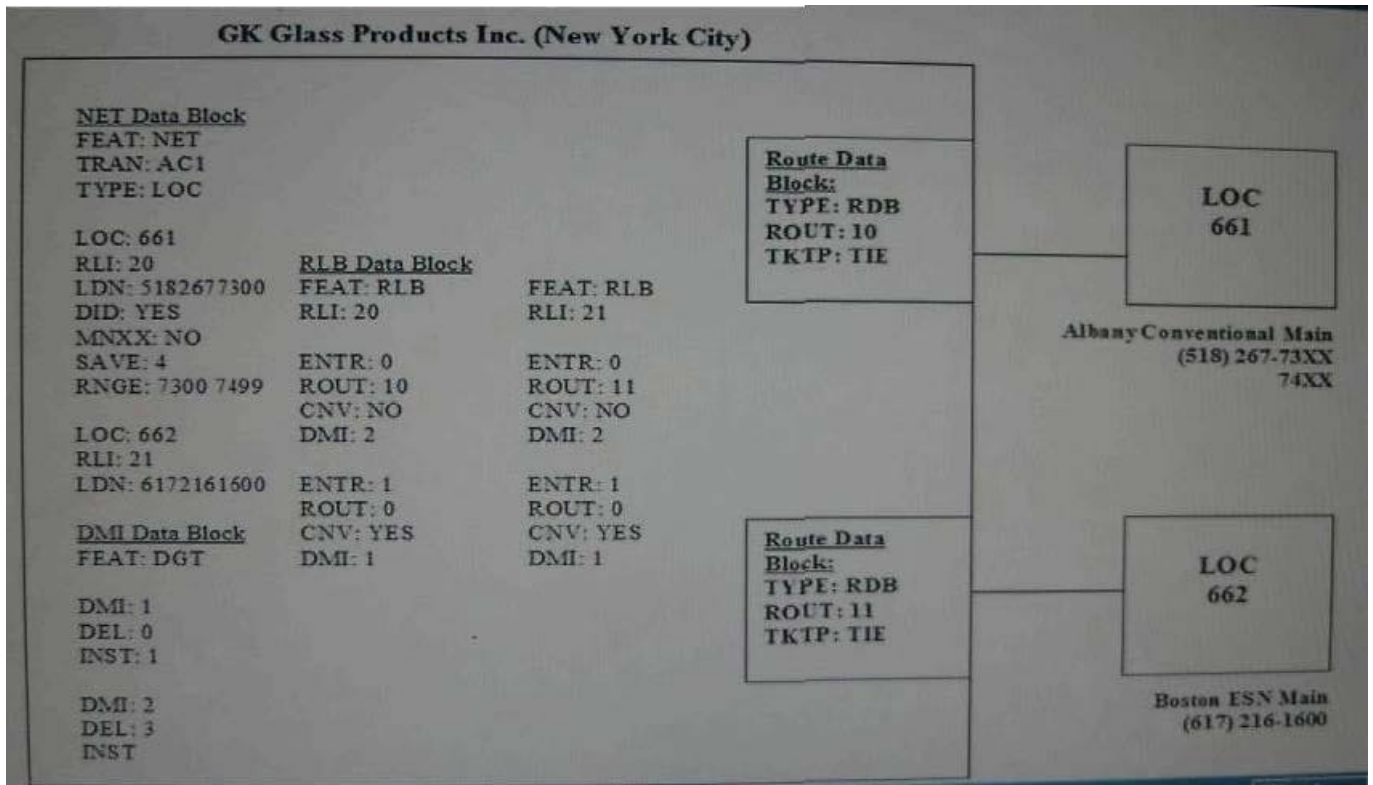 GK Glass Products Inc. (New York City)
NET Data Block
FEAT: NET
TRAN: AC1
TYPE: LOC
LOC: 661
RLI: 20
LDN: 5182677300
DID: YES
MNXX: NO
SAVE: 4
RNGE: 7300 7499
LOC: 662
RLI: 21
LDN: 6172161600
DMI Data Block
FEAT: DGT
DMI: 1
DEL: 0
INST: 1
DMI: 2
DEL: 3
INST
RLB Data Block
FEAT: RLB
RLI: 20
ENTR: 0
ROUT: 10
CNV: NO
DMI: 2
ENTR: 1
ROUT: 0
CNV: YES
DMI: 1
FEAT: RLB
RLI: 21
ENTR: 0
ROUT: 11
CNV: NO
DMI: 2
ENTR: 1
ROUT: 0
CNV: YES
DMI: 1
Route Data
Block:
TYPE: RDB
ROUT: 10
TKTP: TIE
LOC
661
Albany Conventional Main
(518) 267-73XX
74XX
Route Data
Block:
TYPE: RDB
ROUT: 11
TKTP: TIE
LOC
662
Boston ESN Main
(617) 216-1600